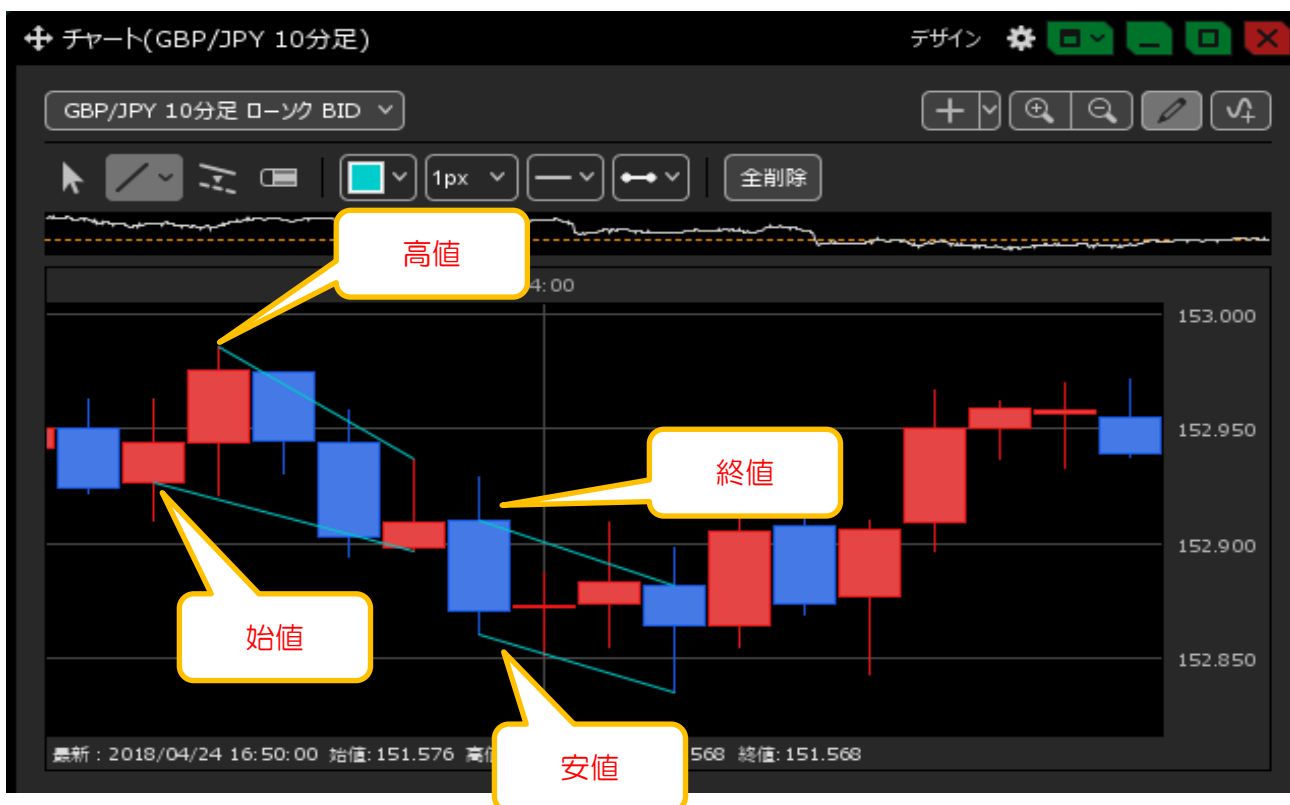 チャート(GBP/JPY 10分足)
デザイン
GBP/JPY 10分足 ローソク BID
1px
全削除
高値
4:00
153.000
152.950
終値
152.900
始値
152.850
最新 : 2018/04/24 16:50:00 始値:151.576 高値 568 終値:151.568
安値